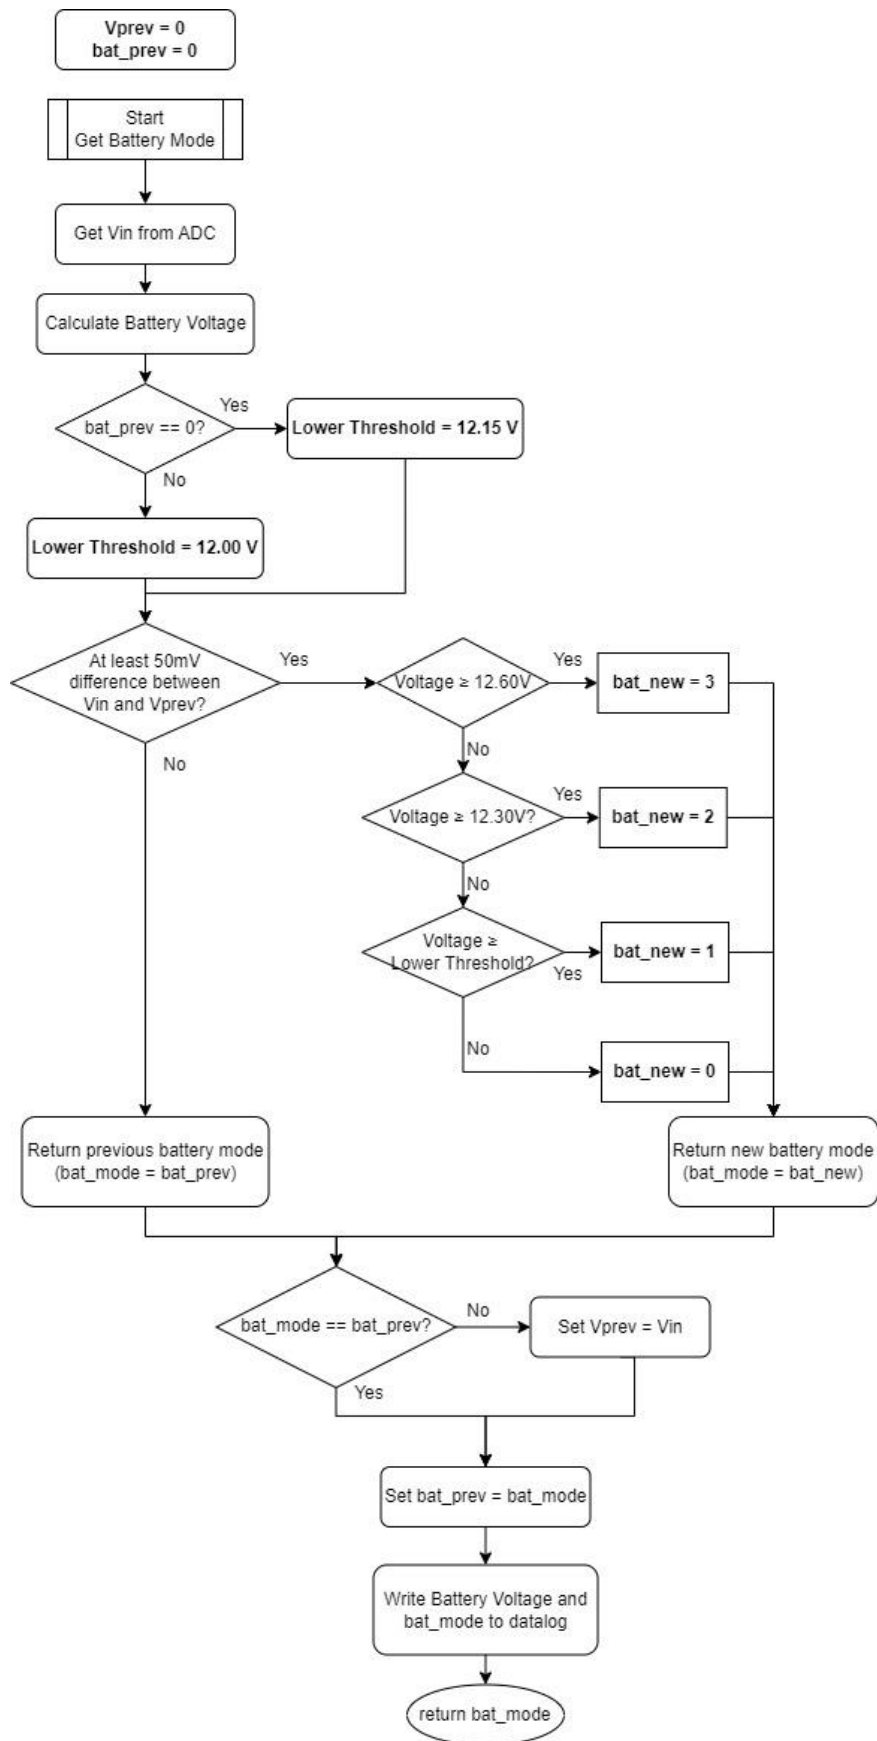 Vprev = 0
bat_prev = 0
Start
Get Battery Mode
Get Vin from ADC
Calculate Battery Voltage
bat_prev == 0?
Yes
Lower Threshold = 12.15 V
No
Lower Threshold = 12.00 V
At least 50mV
difference between
Vin and Vprev?
Yes
No
Voltage ≥ 12.60V
Yes
bat_new = 3
No
Voltage ≥ 12.30V?
Yes
bat_new = 2
No
Voltage ≥
Lower Threshold?
Yes
bat_new = 1
No
bat_new = 0
Return previous battery mode
(bat_mode = bat_prev)
Return new battery mode
(bat_mode = bat_new)
bat_mode == bat_prev?
No
Set Vprev = Vin
Yes
Set bat_prev = bat_mode
Write Battery Voltage and
bat_mode to datalog
return bat_mode